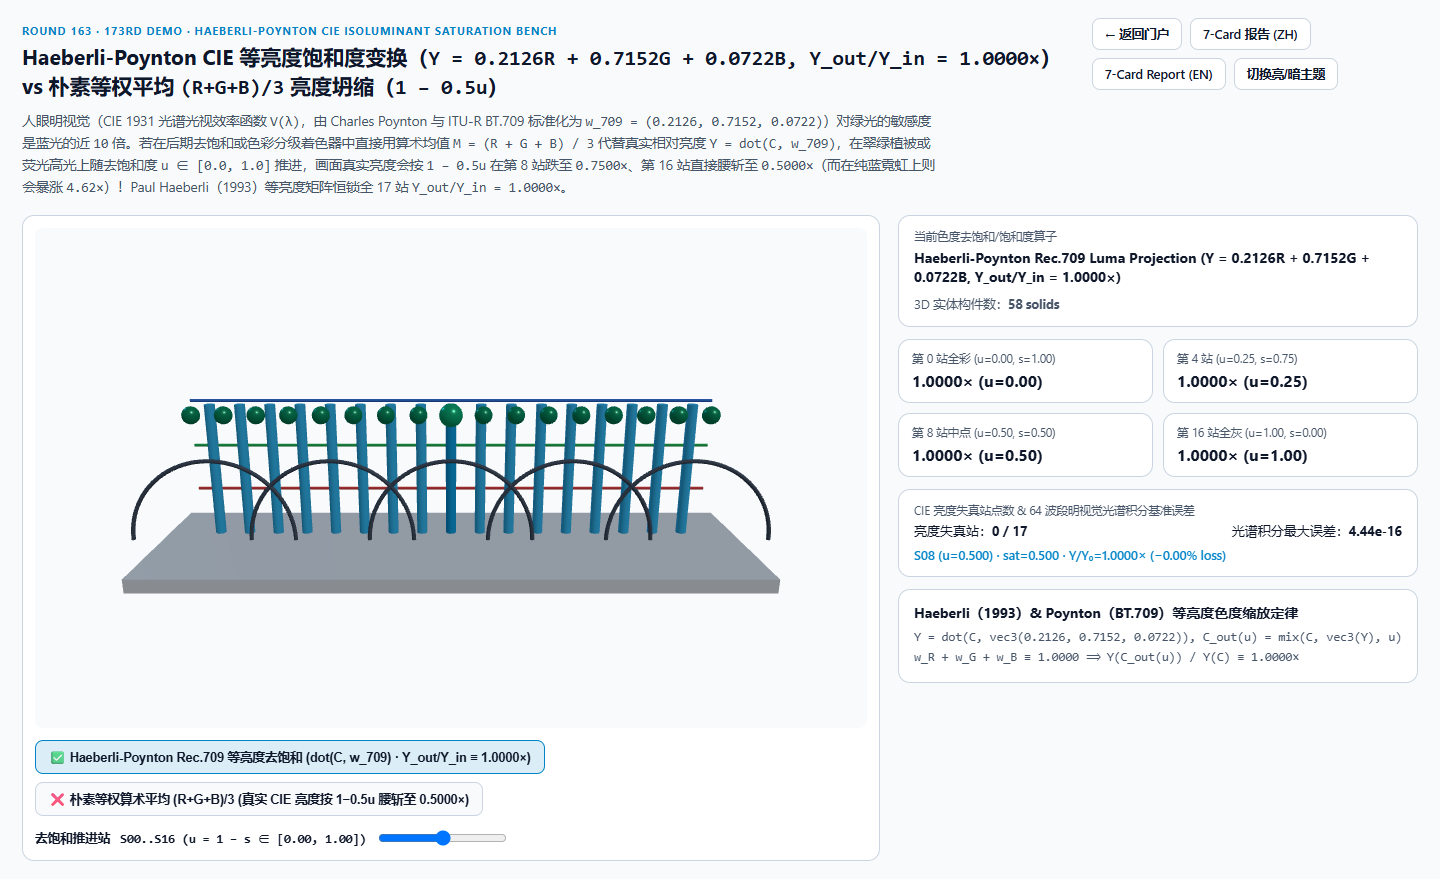 ROUND 163 · 173RD DEMO · HAEBERLI-POYNTON CIE ISOLUMINANT SATURATION BENCH
Haeberli-Poynton CIE 等亮度饱和度变换（Y = 0.2126R + 0.7152G + 0.0722B, Y_out/Y_in = 1.0000×）
vs 朴素等权平均 (R+G+B)/3 亮度坍缩（1 − 0.5u）
← 返回门户
7-Card 报告 (ZH)
7-Card Report (EN)
切换亮/暗主题
人眼明视觉（CIE 1931 光谱光视效率函数 V(λ)，由 Charles Poynton 与 ITU-R BT.709 标准化为 w_709 = (0.2126, 0.7152, 0.0722)）对绿光的敏感度
是蓝光的近 10 倍。若在后期去饱和或色彩分级着色器中直接用算术均值 M = (R + G + B) / 3 代替真实相对亮度 Y = dot(C, w_709)，在翠绿植被或
荧光高光上随去饱和度 u ∈ [0.0, 1.0] 推进，画面真实亮度会按 1 − 0.5u 在第 8 站跌至 0.7500×、第 16 站直接腰斩至 0.5000×（而在纯蓝霓虹上则
会暴涨 4.62×）！Paul Haeberli（1993）等亮度矩阵恒锁全 17 站 Y_out/Y_in = 1.0000×。
当前色度去饱和/饱和度算子
Haeberli-Poynton Rec.709 Luma Projection (Y = 0.2126R + 0.7152G +
0.0722B, Y_out/Y_in = 1.0000×)
3D 实体构件数：58 solids
第 0 站全彩 (u=0.00, s=1.00)
1.0000× (u=0.00)
第 4 站 (u=0.25, s=0.75)
1.0000× (u=0.25)
第 8 站中点 (u=0.50, s=0.50)
1.0000× (u=0.50)
第 16 站全灰 (u=1.00, s=0.00)
1.0000× (u=1.00)
CIE 亮度失真站点数 & 64 波段明视觉光谱积分基准误差
亮度失真站：0 / 17
光谱积分最大误差：4.44e-16
S08 (u=0.500) · sat=0.500 · Y/Y₀=1.0000× (−0.00% loss)
Haeberli（1993）& Poynton（BT.709）等亮度色度缩放定律
Y = dot(C, vec3(0.2126, 0.7152, 0.0722)), C_out(u) = mix(C, vec3(Y), u)
w_R + w_G + w_B ≡ 1.0000 ⟹ Y(C_out(u)) / Y(C) ≡ 1.0000×
✅ Haeberli-Poynton Rec.709 等亮度去饱和 (dot(C, w_709) · Y_out/Y_in ≡ 1.0000×)
❌ 朴素等权算术平均 (R+G+B)/3 (真实 CIE 亮度按 1−0.5u 腰斩至 0.5000×)
去饱和推进站 S00..S16 (u = 1 − s ∈ [0.00, 1.00])